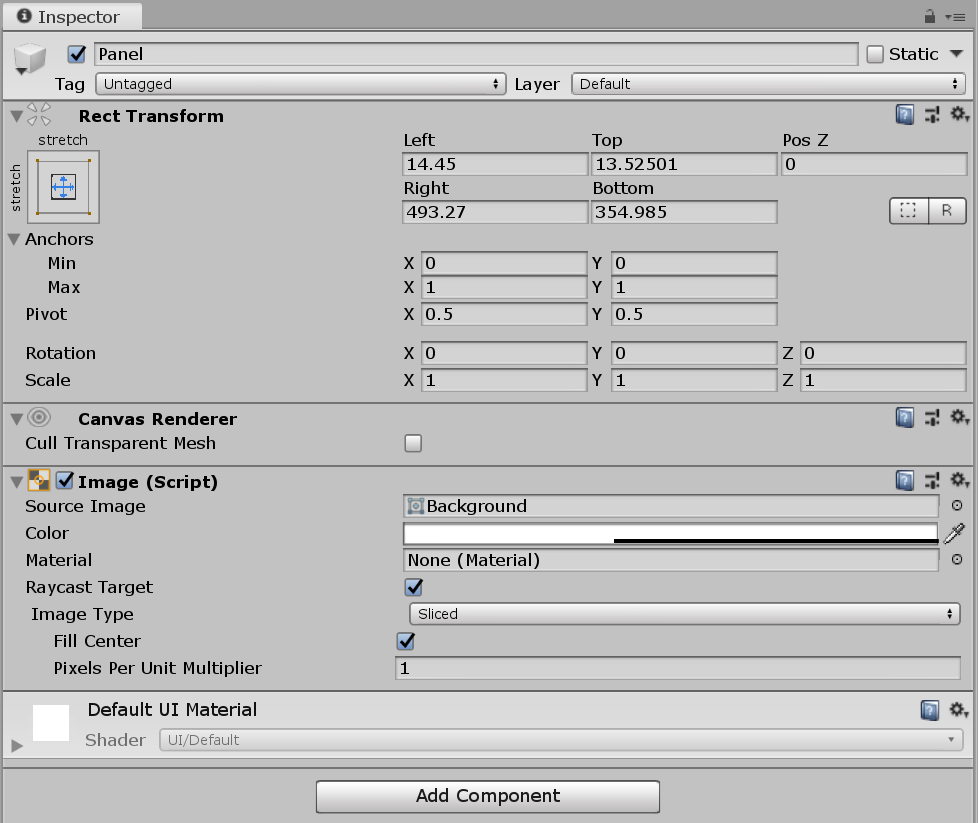 Inspector
Panel
Static
Tag Untagged Layer Default
Rect Transform
stretch
stretch
Left Top Pos Z
14.45 13.52501 0
Right Bottom
493.27 354.985 R
Anchors
Min X 0 Y 0
Max X 1 Y 1
Pivot X 0.5 Y 0.5
Rotation X 0 Y 0 Z 0
Scale X 1 Y 1 Z 1
Canvas Renderer
Cull Transparent Mesh
Image (Script)
Source Image Background
Color
Material None (Material)
Raycast Target
Image Type Sliced
Fill Center
Pixels Per Unit Multiplier 1
Default UI Material
Shader UI/Default
Add Component